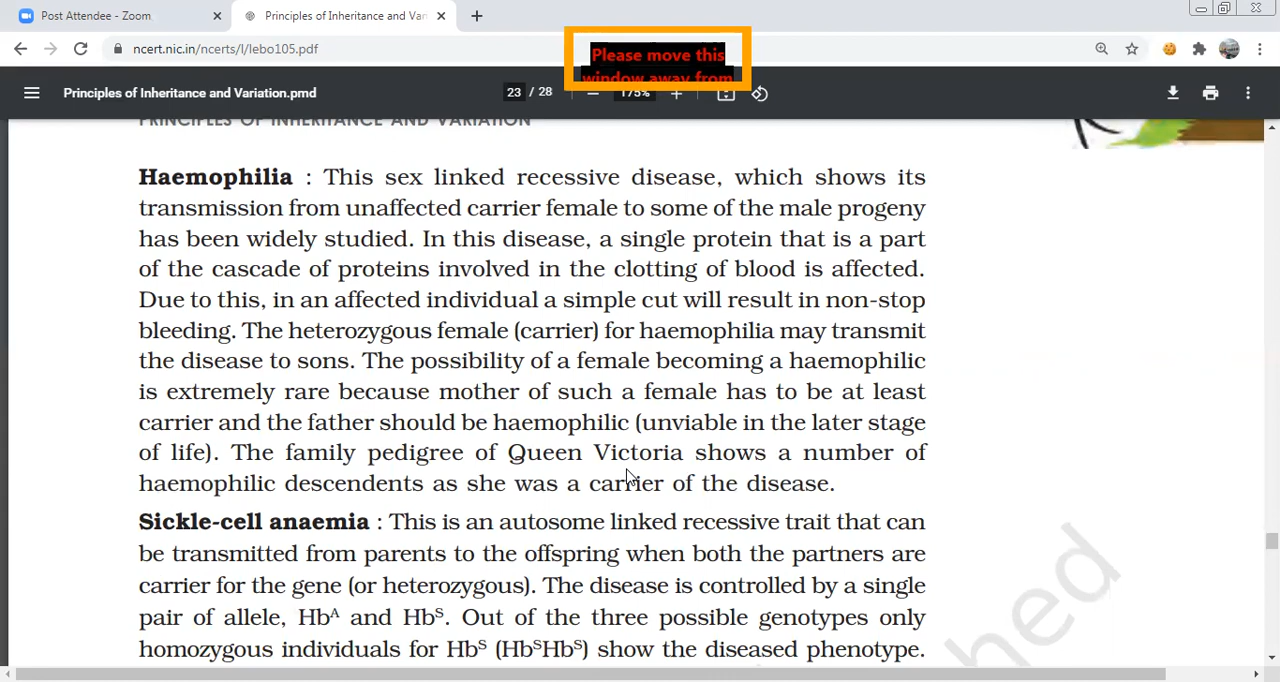 Post Attendee - Zoom
Principles of Inheritance and Var
ncert.nic.in/ncerts/l/lebo105.pdf
Please move this
window away from
Principles of Inheritance and Variation.pmd
23 / 28
175%
PRINCIPLES OF INHERITANCE AND VARIATION
Haemophilia : This sex linked recessive disease, which shows its
transmission from unaffected carrier female to some of the male progeny
has been widely studied. In this disease, a single protein that is a part
of the cascade of proteins involved in the clotting of blood is affected.
Due to this, in an affected individual a simple cut will result in non-stop
bleeding. The heterozygous female (carrier) for haemophilia may transmit
the disease to sons. The possibility of a female becoming a haemophilic
is extremely rare because mother of such a female has to be at least
carrier and the father should be haemophilic (unviable in the later stage
of life). The family pedigree of Queen Victoria shows a number of
haemophilic descendents as she was a carrier of the disease.
Sickle-cell anaemia : This is an autosome linked recessive trait that can
be transmitted from parents to the offspring when both the partners are
carrier for the gene (or heterozygous). The disease is controlled by a single
pair of allele, Hbᴬ and Hbˢ. Out of the three possible genotypes only
homozygous individuals for Hbˢ (HbˢHbˢ) show the diseased phenotype.
hed